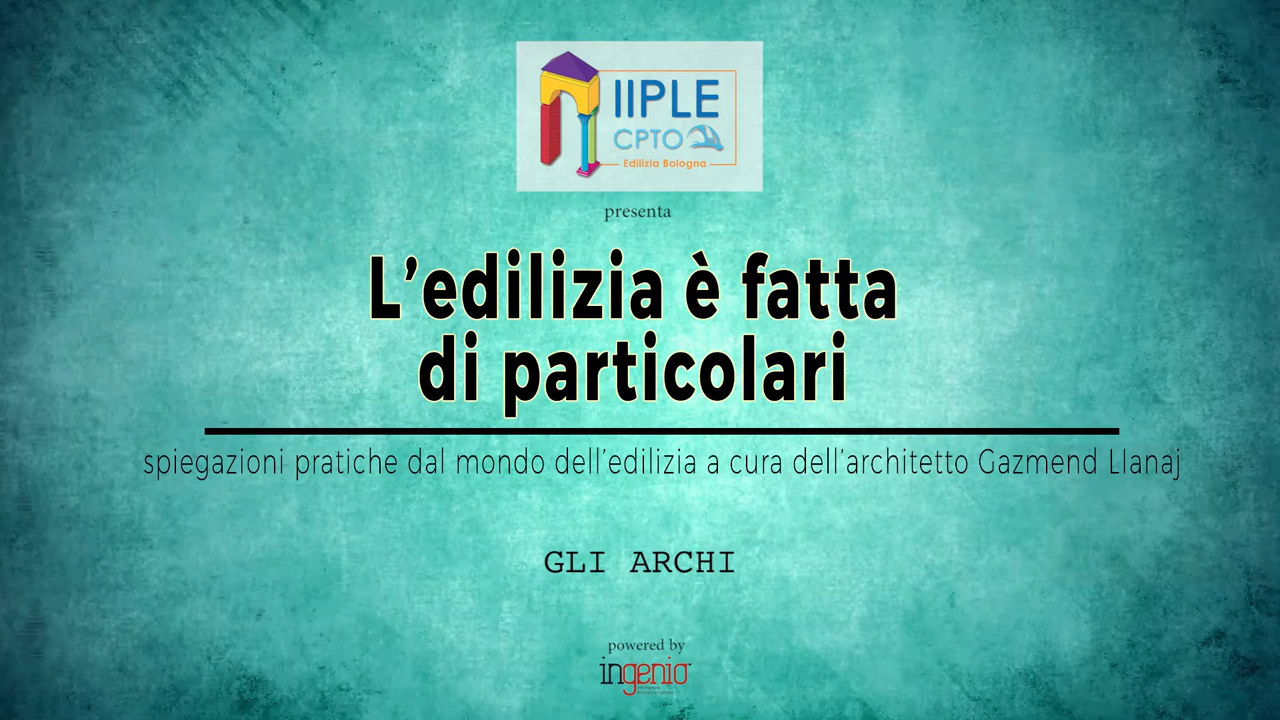 IIPLE
CPTO
Edilizia Bologna
presenta
L'edilizia è fatta
di particolari
spiegazioni pratiche dal mondo dell'edilizia a cura dell'architetto Gazmend LIanaj
GLI ARCHI
powered by
ingenio